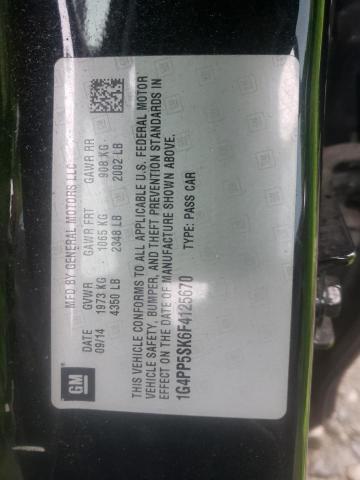 MFD BY GENERAL MOTORS LLC
GVWR GAWR FRT GAWR RR
09/14 1973 KG 1065 KG 908 KG
4350 LB 2348 LB 2002 LB
THIS VEHICLE CONFORMS TO ALL APPLICABLE U.S. FEDERAL MOTOR
VEHICLE SAFETY, BUMPER, AND THEFT PREVENTION STANDARDS IN
EFFECT ON THE DATE OF MANUFACTURE SHOWN ABOVE.
1G4PP5SK6F4125670 TYPE: PASS CAR
GM